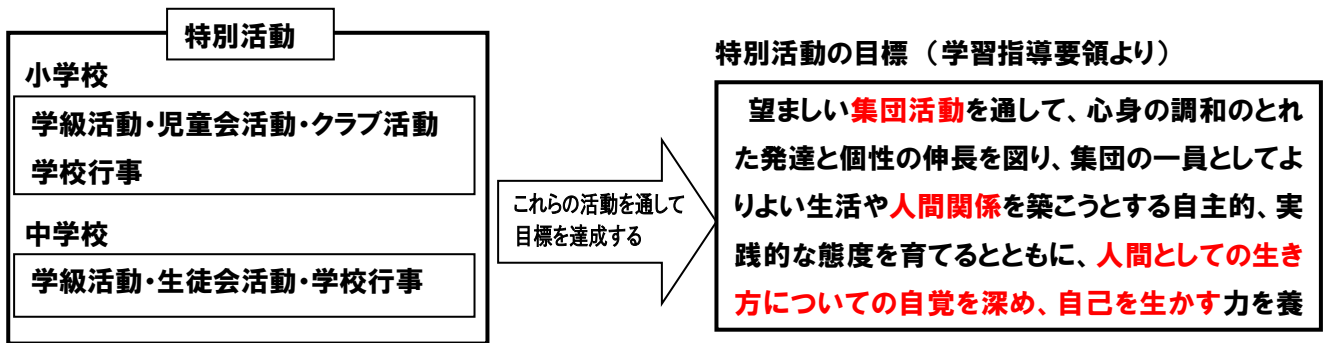 特別活動
小学校
学級活動・児童会活動・クラブ活動
学校行事
中学校
学級活動・生徒会活動・学校行事
これらの活動を通して
目標を達成する
特別活動の目標（学習指導要領より）
望ましい集団活動を通して、心身の調和のとれ
た発達と個性の伸長を図り、集団の一員としてよ
りよい生活や人間関係を築こうとする自主的、実
践的な態度を育てるとともに、人間としての生き
方についての自覚を深め、自己を生かす力を養